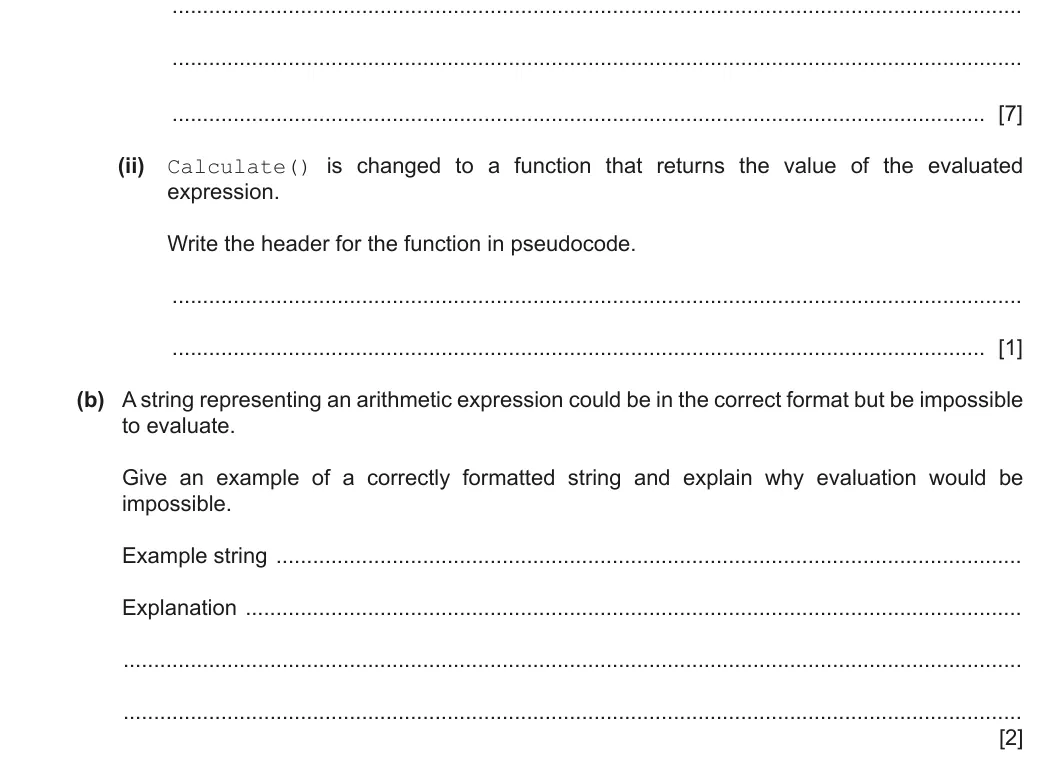 [7]
(ii) Calculate() is changed to a function that returns the value of the evaluated
expression.
Write the header for the function in pseudocode.
[1]
(b) A string representing an arithmetic expression could be in the correct format but be impossible
to evaluate.
Give an example of a correctly formatted string and explain why evaluation would be
impossible.
Example string
Explanation
[2]